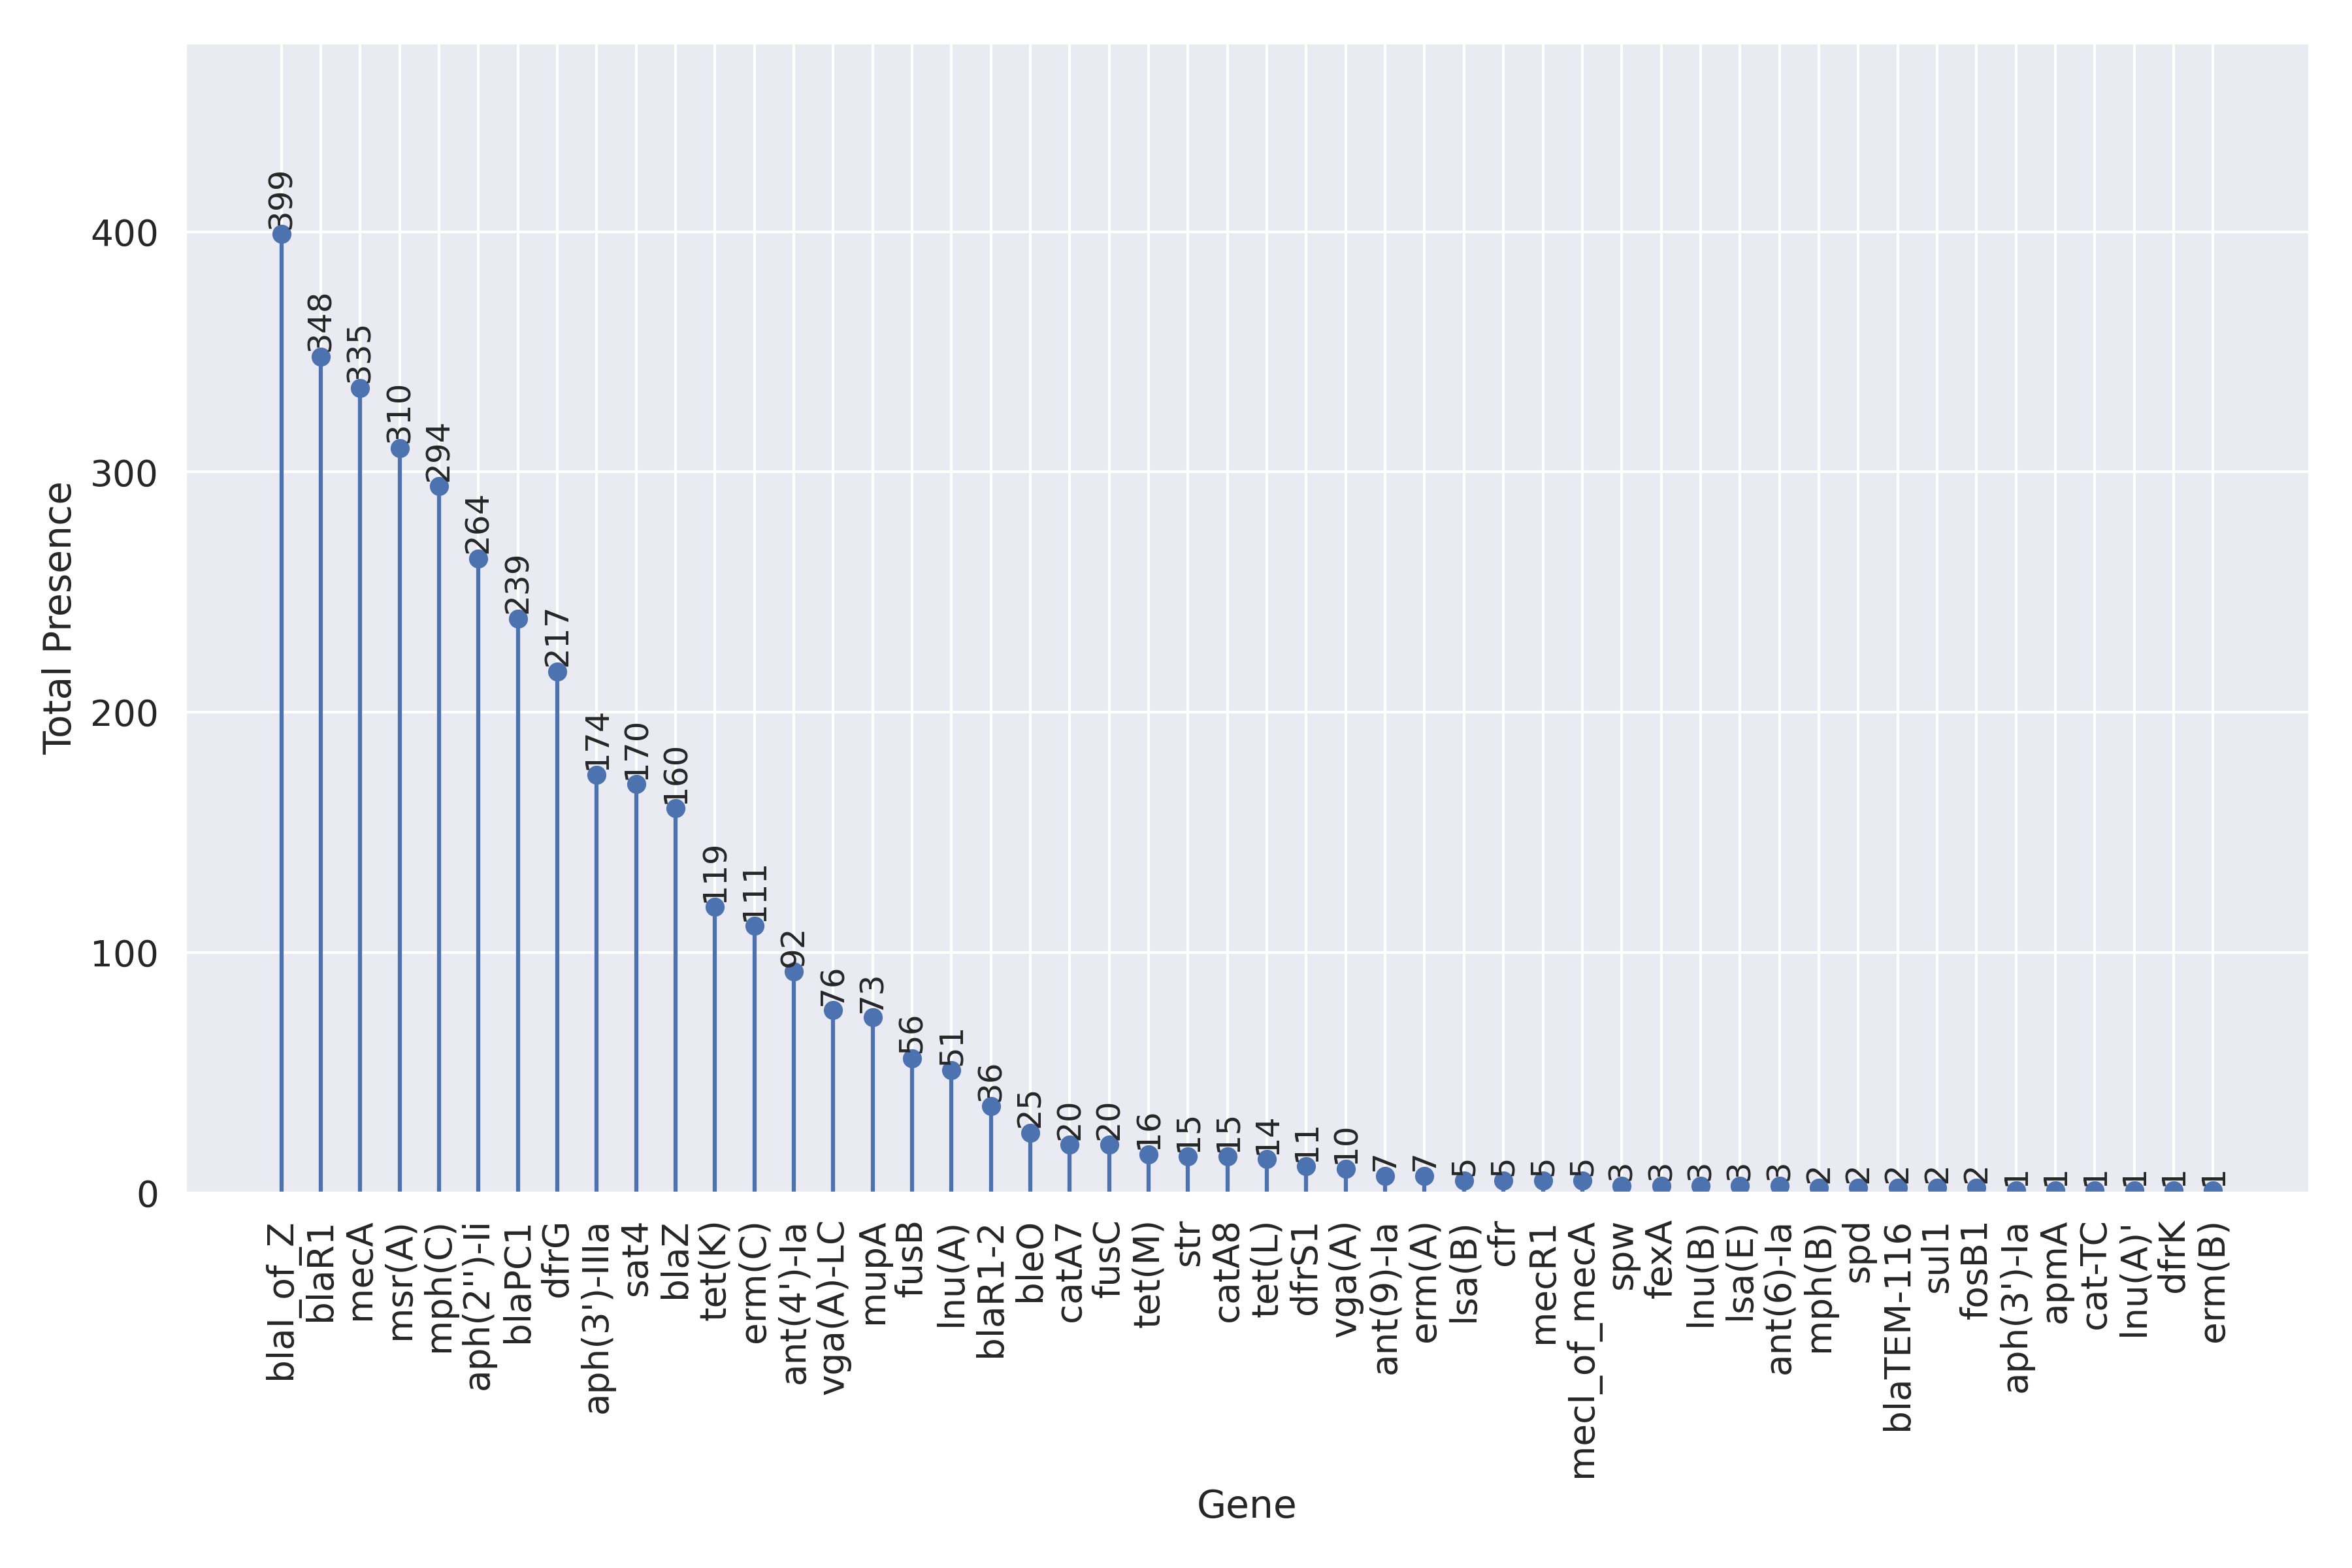 Total Presence
400
300
200
100
0
399
348
335
310
294
264
239
217
174
170
160
119
111
92
76
73
56
51
36
25
20
20
16
15
15
14
11
10
7
7
5
5
5
5
3
3
3
3
3
2
2
2
2
2
1
1
1
1
1
1
blaI_of_Z
blaR1
mecA
msr(A)
mph(C)
aph(2'')-Ii
blaPC1
dfrG
aph(3')-IIIa
sat4
blaZ
tet(K)
erm(C)
ant(4')-Ia
vga(A)-LC
mupA
fusB
lnu(A)
blaR1-2
bleO
catA7
fusC
tet(M)
str
catA8
tet(L)
dfrS1
vga(A)
ant(9)-Ia
erm(A)
lsa(B)
cfr
mecR1
mecI_of_mecA
spw
fexA
lnu(B)
lsa(E)
ant(6)-Ia
mph(B)
spd
blaTEM-116
sul1
fosB1
aph(3')-Ia
apmA
cat-TC
lnu(A)'
dfrK
erm(B)
Gene